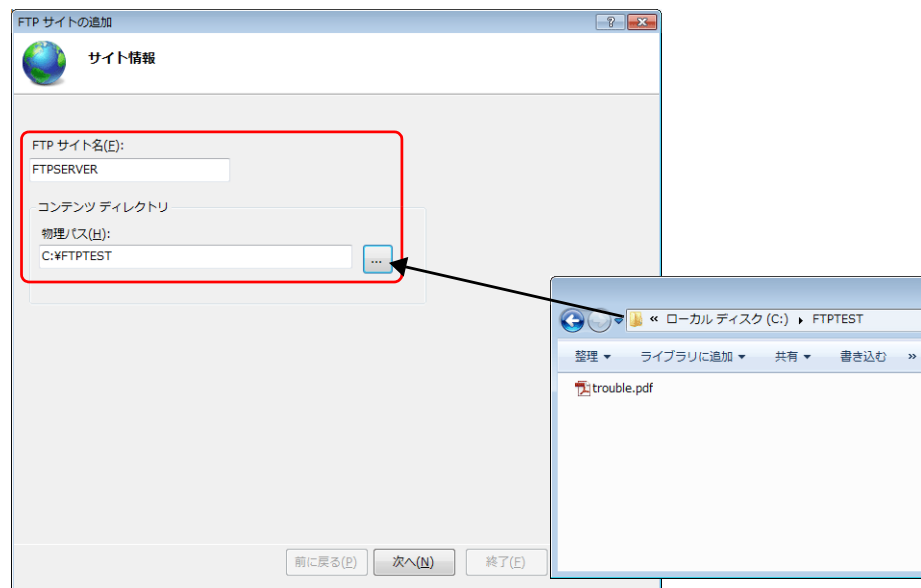 FTP サイトの追加
サイト情報
FTP サイト名(F):
FTPSERVER
コンテンツ ディレクトリ
物理パス(H):
C:¥FTPTEST
...
« ローカル ディスク (C:) FTPTEST
整理 ライブラリに追加 共有 書き込む »
trouble.pdf
前に戻る(P) 次へ(N) 終了(F)